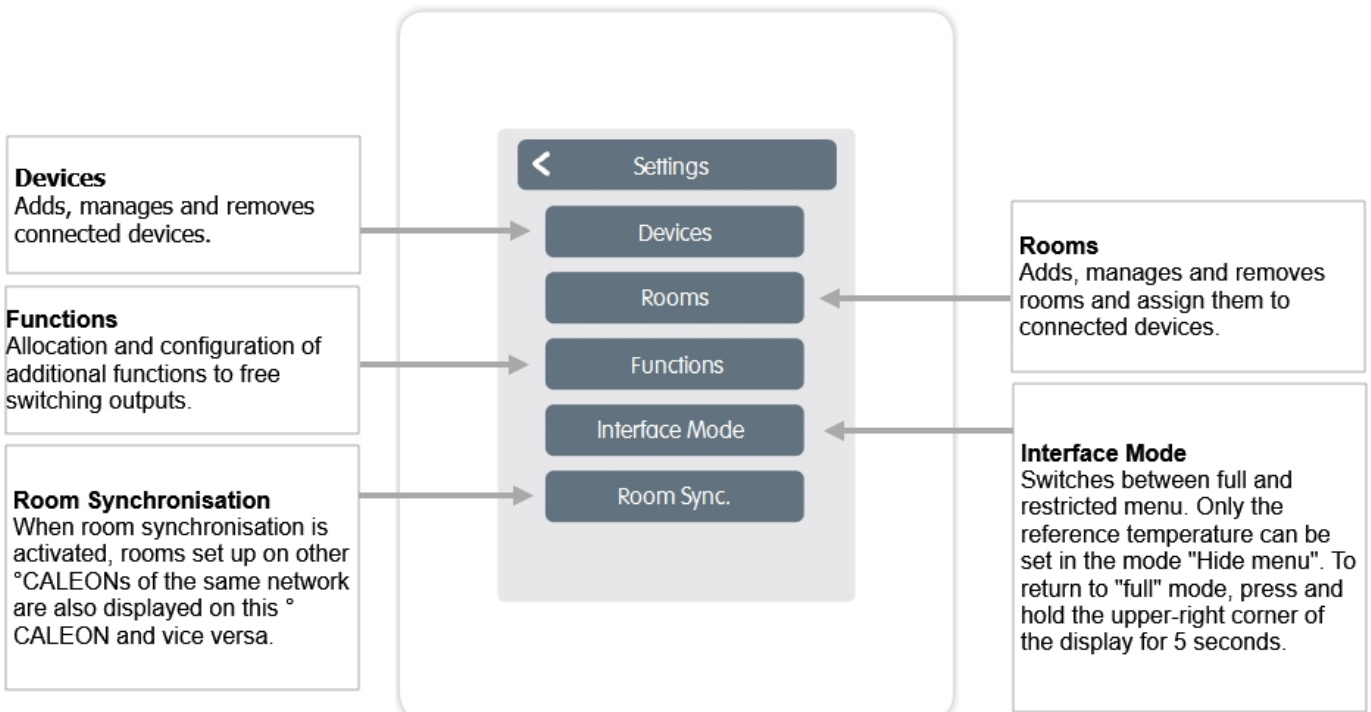 Devices
Adds, manages and removes
connected devices.
Functions
Allocation and configuration of
additional functions to free
switching outputs.
Room Synchronisation
When room synchronisation is
activated, rooms set up on other
°CALEONs of the same network
are also displayed on this °
CALEON and vice versa.
Settings
Devices
Rooms
Functions
Interface Mode
Room Sync.
Rooms
Adds, manages and removes
rooms and assign them to
connected devices.
Interface Mode
Switches between full and
restricted menu. Only the
reference temperature can be
set in the mode "Hide menu". To
return to "full" mode, press and
hold the upper-right corner of
the display for 5 seconds.